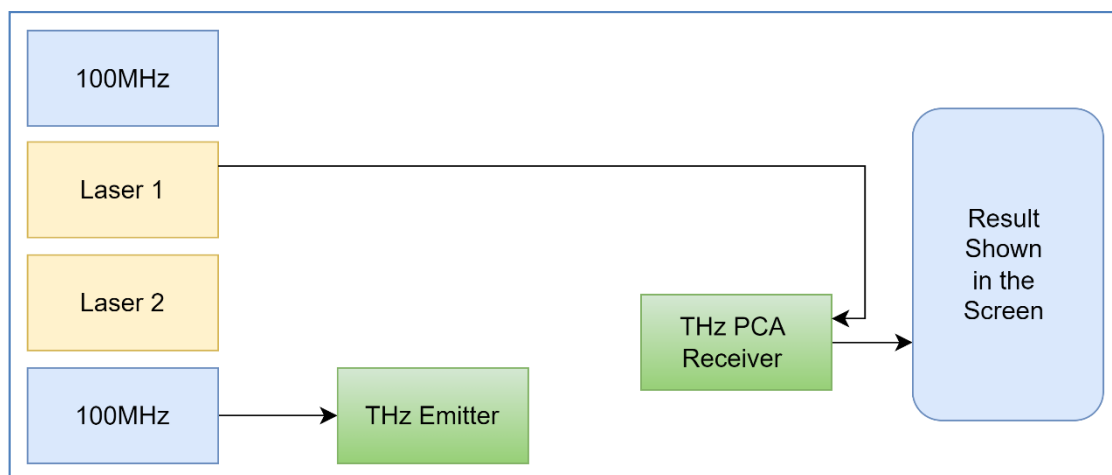 100MHz
Laser 1
Laser 2
100MHz
THz Emitter
THz PCA
Receiver
Result
Shown
in the
Screen